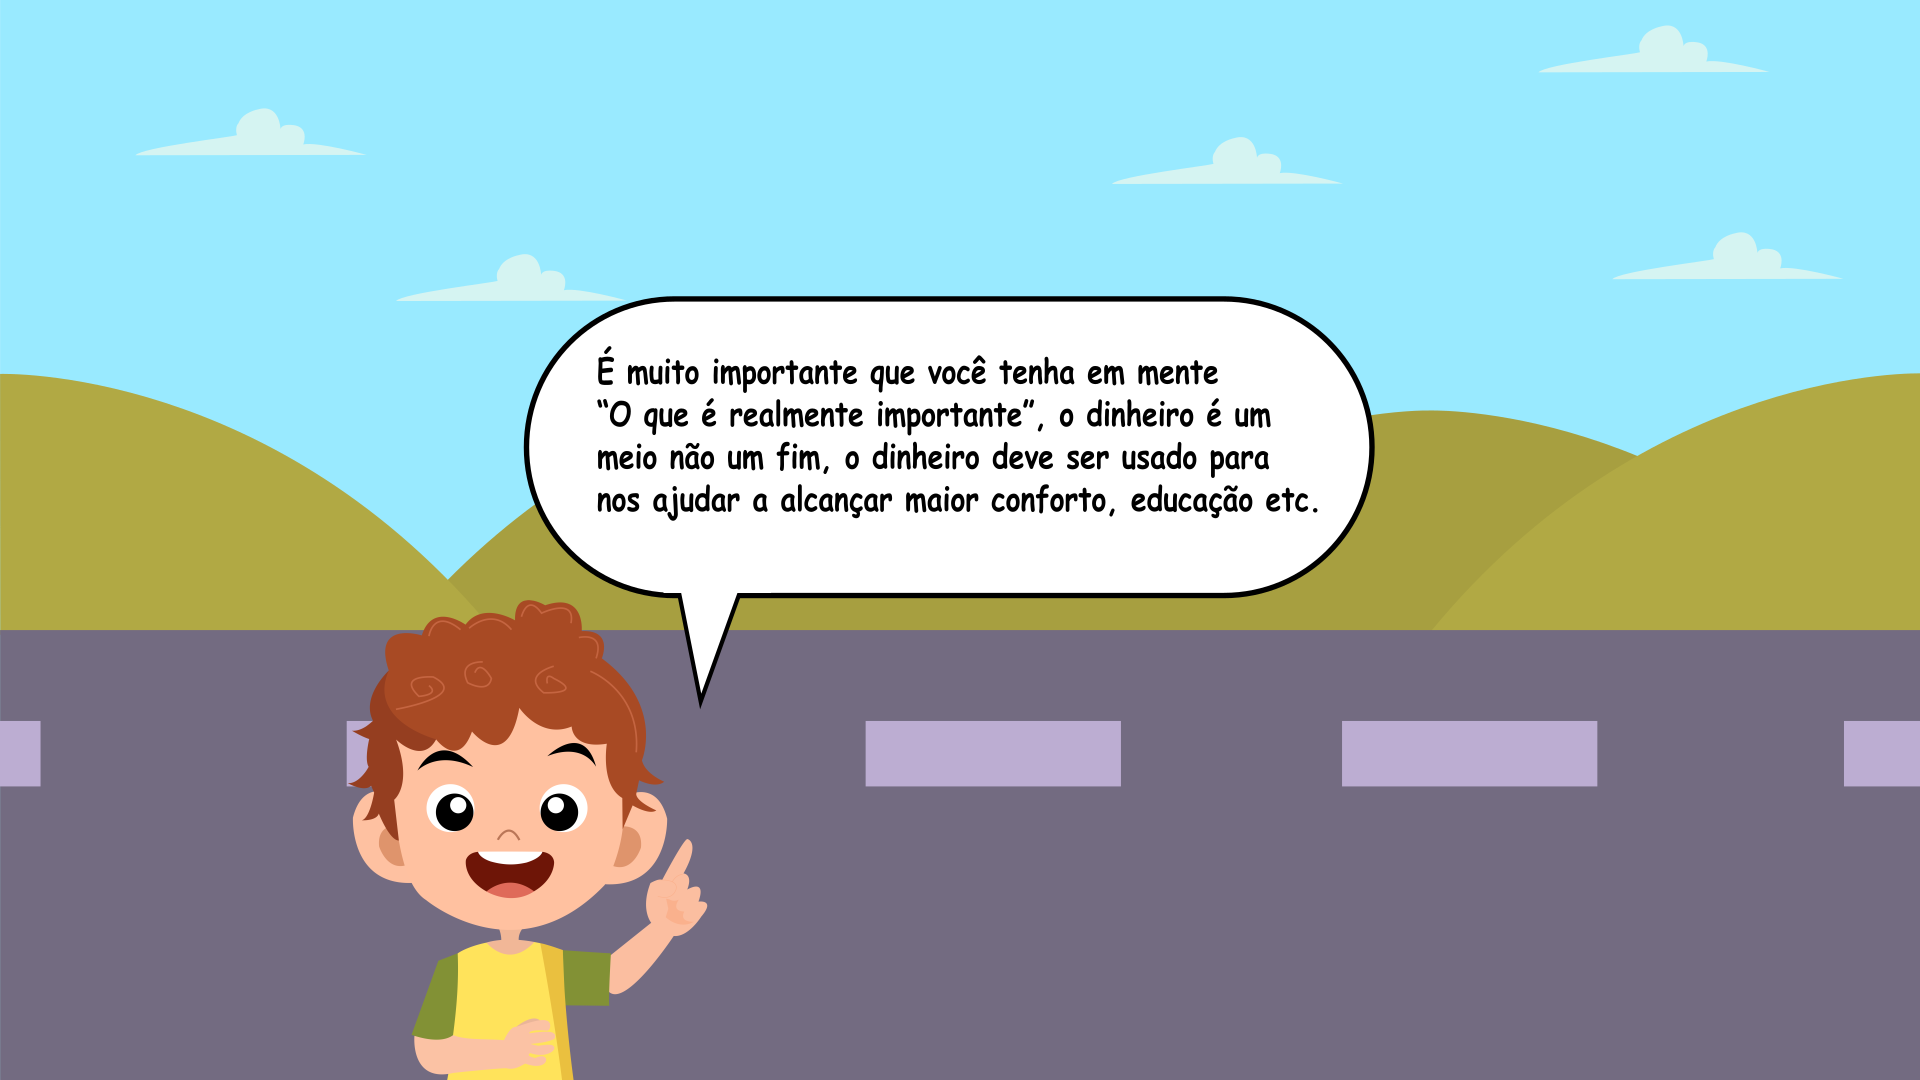 É muito importante que você tenha em mente
“O que é realmente importante”, o dinheiro é um
meio não um fim, o dinheiro deve ser usado para
nos ajudar a alcançar maior conforto, educação etc.